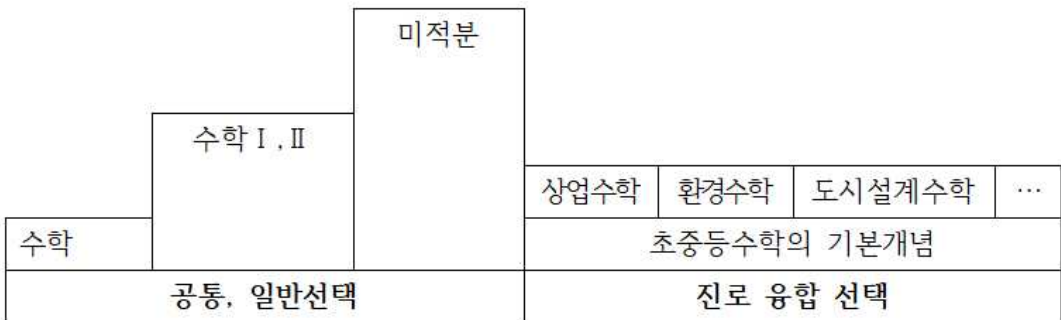 미적분
수학Ⅰ,Ⅱ
상업수학 환경수학 도시설계수학 …
수학 초중등수학의 기본개념
공통, 일반선택 진로 융합 선택